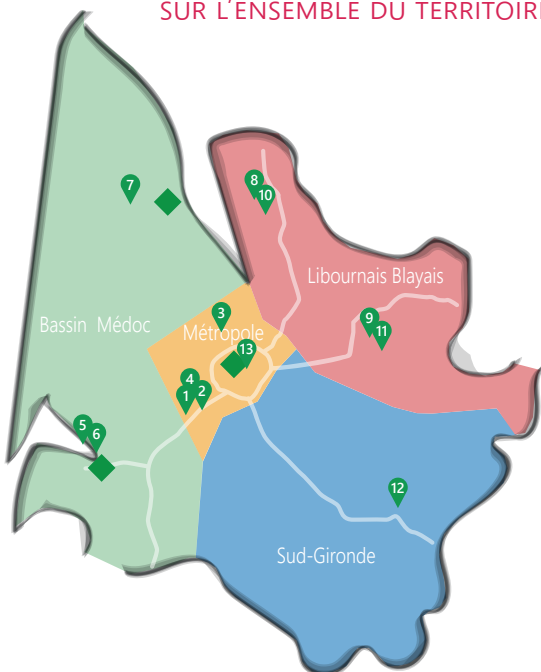 SUR L'ENSEMBLE DU TERRITOIRE
7
8
10
Libournais Blayais
3
9
Bassin Médoc
Métropole
11
13
4
1
2
5
6
12
Sud-Gironde